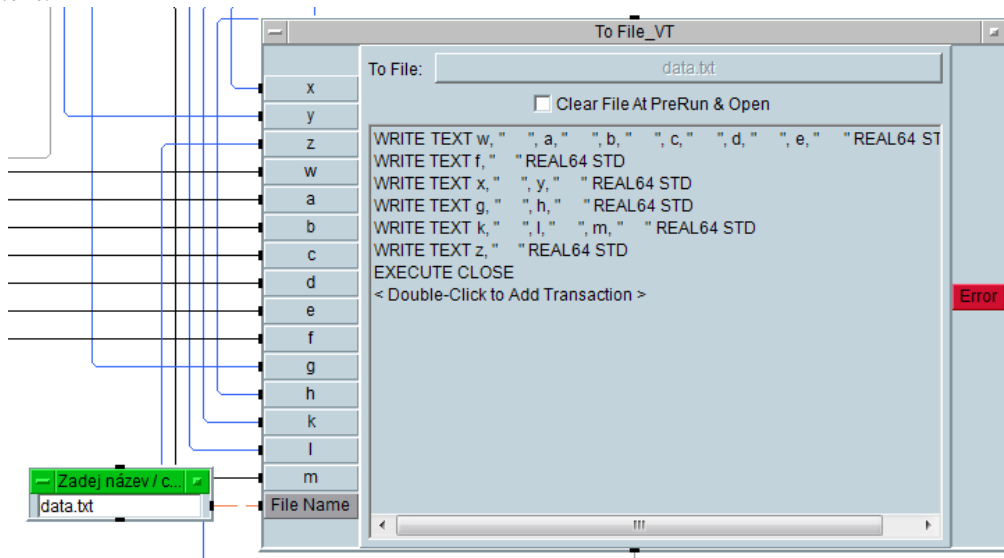 To File_VT
To File: data.txt
Clear File At PreRun & Open
x
y
z
w
a
b
c
d
e
f
g
h
k
l
m
File Name
WRITE TEXT w, "     ", a, "     ", b, "     ", c, "     ", d, "     ", e, "     " REAL64 ST
WRITE TEXT f, "     " REAL64 STD
WRITE TEXT x, "     ", y, "     " REAL64 STD
WRITE TEXT g, "     ", h, "     " REAL64 STD
WRITE TEXT k, "     ", l, "     ", m, "     " REAL64 STD
WRITE TEXT z, "     " REAL64 STD
EXECUTE CLOSE
< Double-Click to Add Transaction >
Error
Zadej název / c...
data.txt